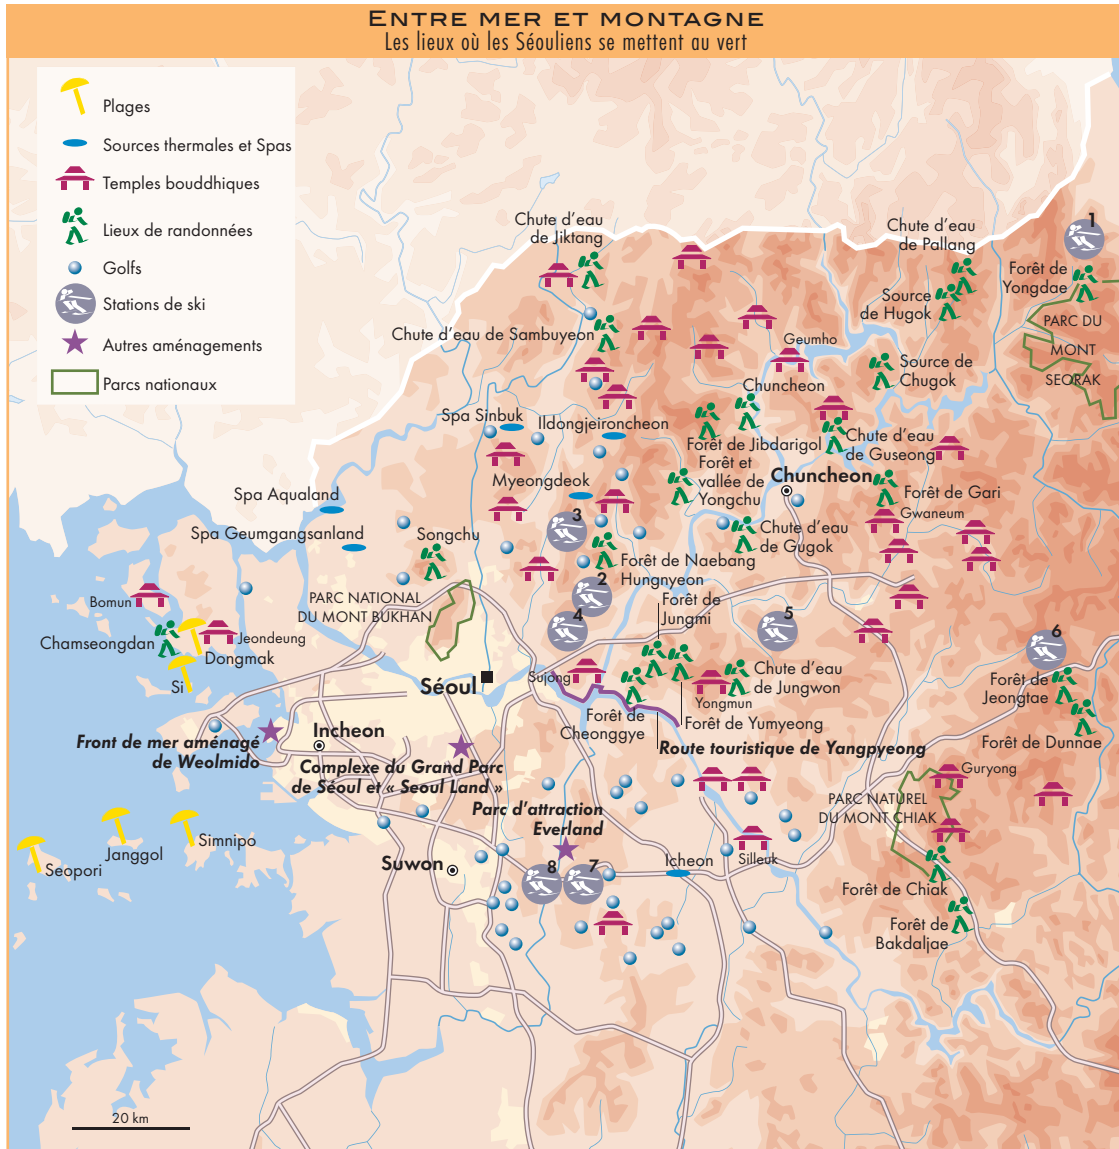 ENTRE MER ET MONTAGNE
Les lieux où les Séouliens se mettent au vert
Plages
Sources thermales et Spas
Temples bouddhiques
Lieux de randonnées
Golfs
Stations de ski
Autres aménagements
Parcs nationaux
Chute d'eau
de Jiktang
Chute d'eau
de Pallang
1
Forêt de
Yongdae
Source
de Hugok
PARC DU
MONT
SEORAK
Chute d'eau de Sambuyeon
Geumho
Source de
Chugok
Chuncheon
Spa Sinbuk
Ildongjeironcheon
Forêt de Jibdarigol
Chute d'eau
de Guseong
Forêt et
vallée de
Yongchu
Myeongdeok
Chuncheon
Forêt de Gari
Gwaneum
Spa Aqualand
Spa Geumgangsanland
Songchu
3
Chute d'eau
de Gugok
Forêt de Naebang
Hungnyeon
2
Forêt de
Jungmi
PARC NATIONAL
DU MONT BUKHAN
Bomun
4
5
6
Chamseongdan
Jeondeung
Dongmak
Si
Séoul
Sujong
Yongmun
Chute d'eau
de Jungwon
Forêt de
Jeongtae
Forêt de
Cheonggye
Forêt de Yumyeong
Forêt de Dunnae
Route touristique de Yangpyeong
Front de mer aménagé
de Weolmido
Incheon
Complexe du Grand Parc
de Séoul et « Seoul Land »
Guryong
PARC NATUREL
DU MONT CHIAK
Parc d'attraction
Everland
Seopori
Janggol
Simnipo
Suwon
8
7
Icheon
Silleuk
Forêt de Chiak
Forêt de
Bakdaljae
20 km